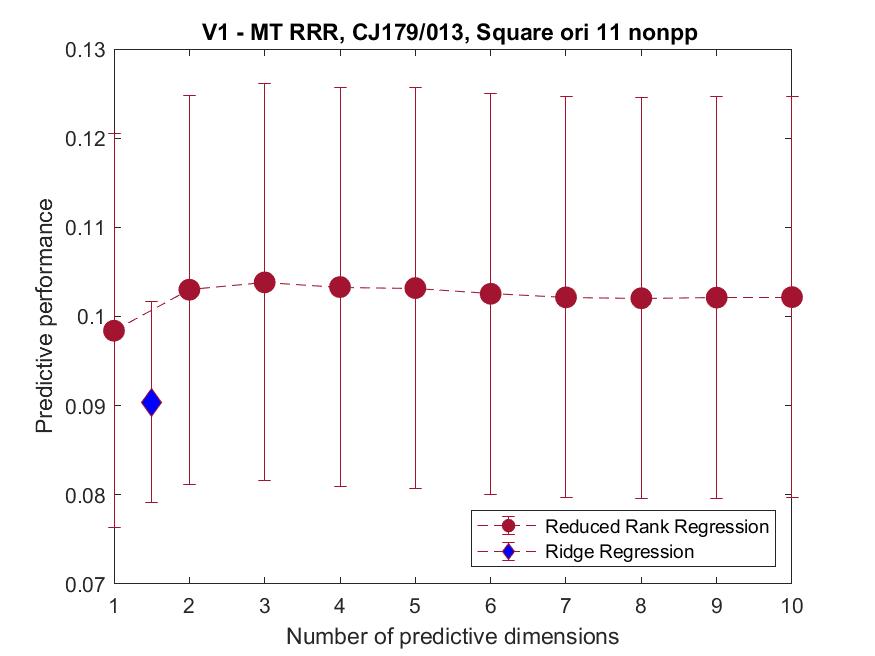 V1 - MT RRR, CJ179/013, Square ori 11 nonpp
0.13
0.12
0.11
0.1
0.09
0.08
0.07
Predictive performance
1 2 3 4 5 6 7 8 9 10
Number of predictive dimensions
Reduced Rank Regression
Ridge Regression